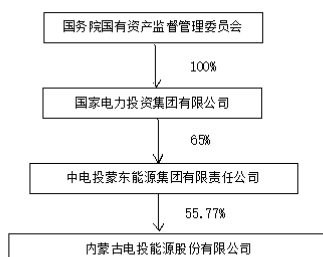 国务院国有资产监督管理委员会
100%
国家电力投资集团有限公司
65%
中电投蒙东能源集团有限责任公司
55.77%
内蒙古电投能源股份有限公司